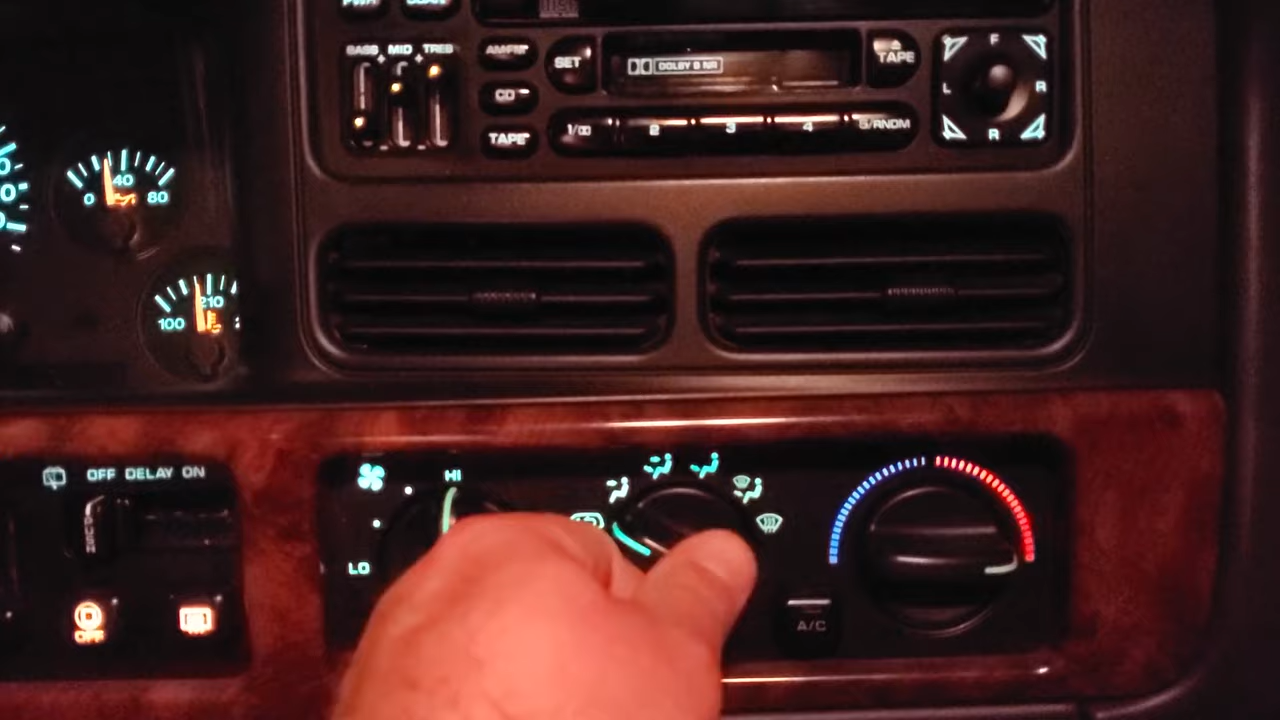 BASS MID TREB
AM/FM
SET
DOLBY B NR
TAPE
CD
TAPE
1/
2
3
4
5/RNDM
F
L
R
R
0
40
80
100
210
OFF DELAY ON
HI
LO
OFF
A/C